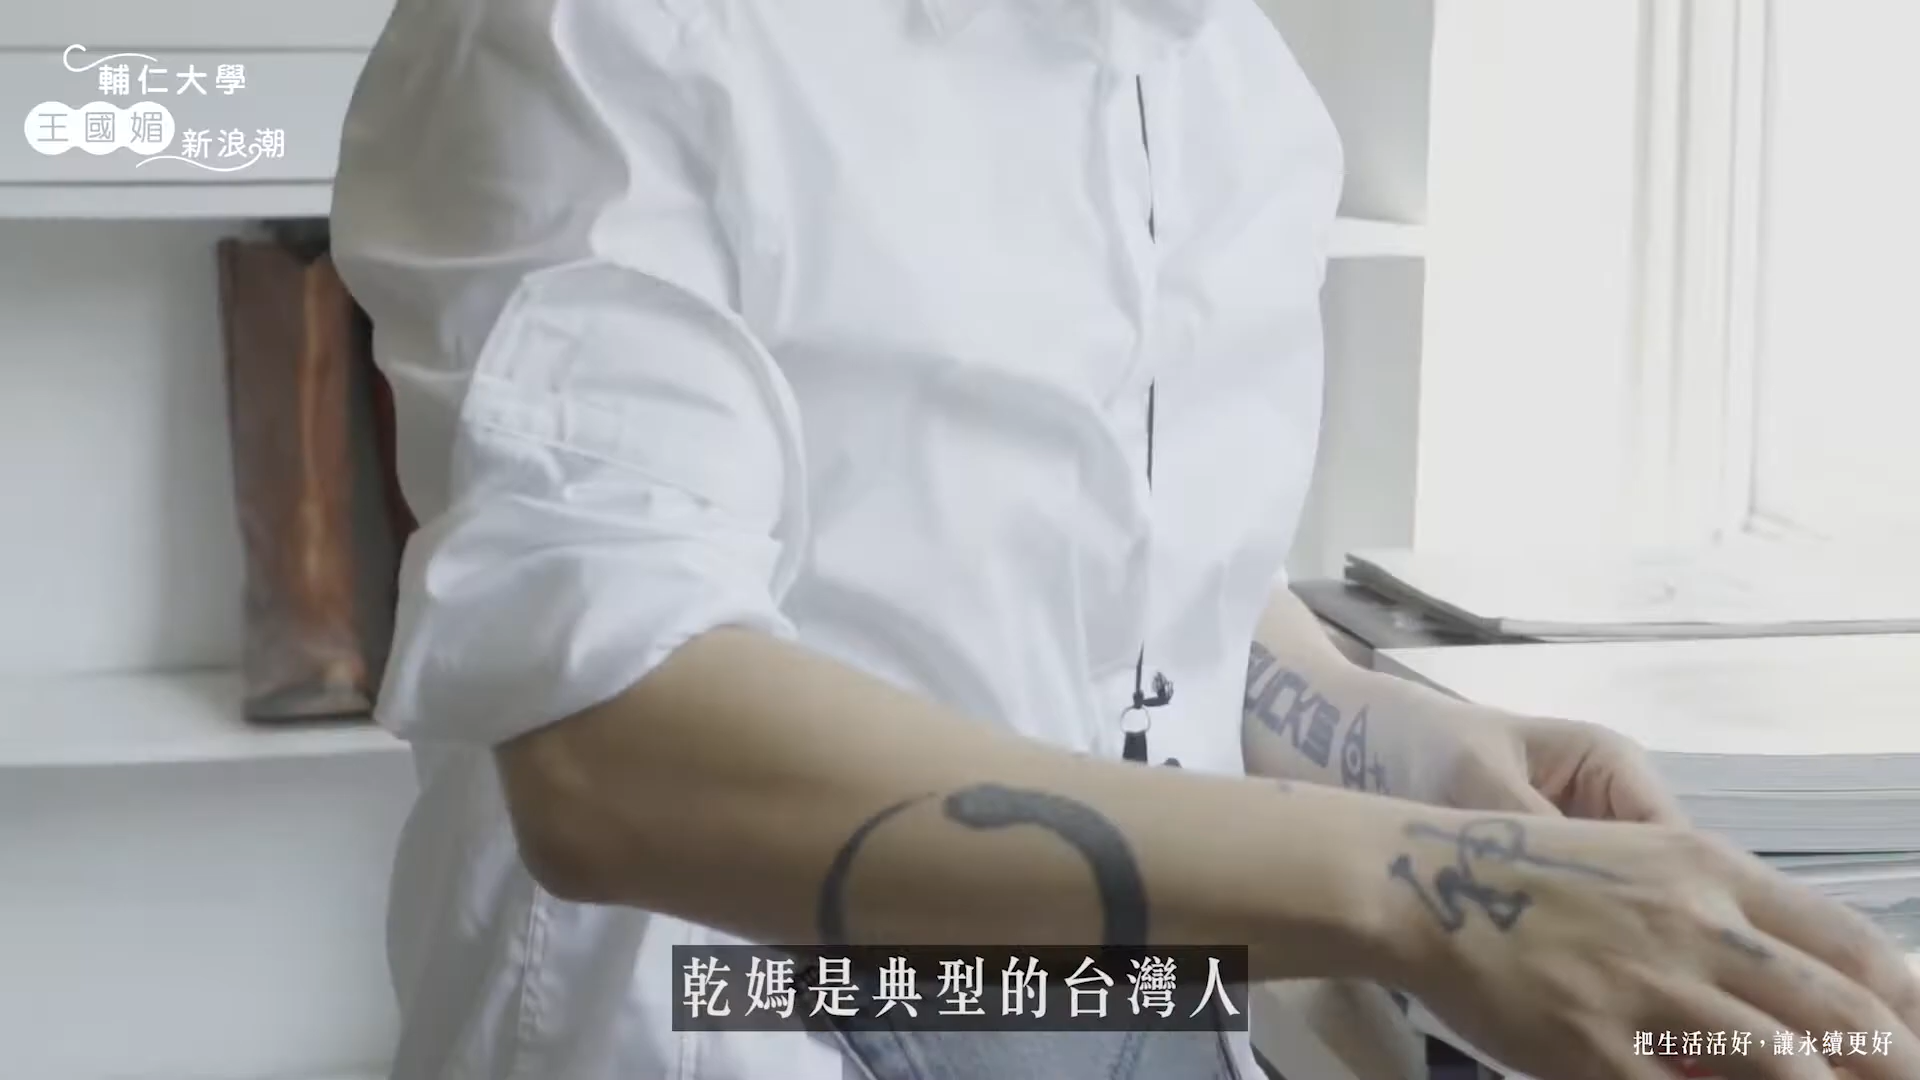 輔仁大學
王國媚新浪潮
UCKS
乾媽是典型的台灣人
把生活活好，讓永續更好